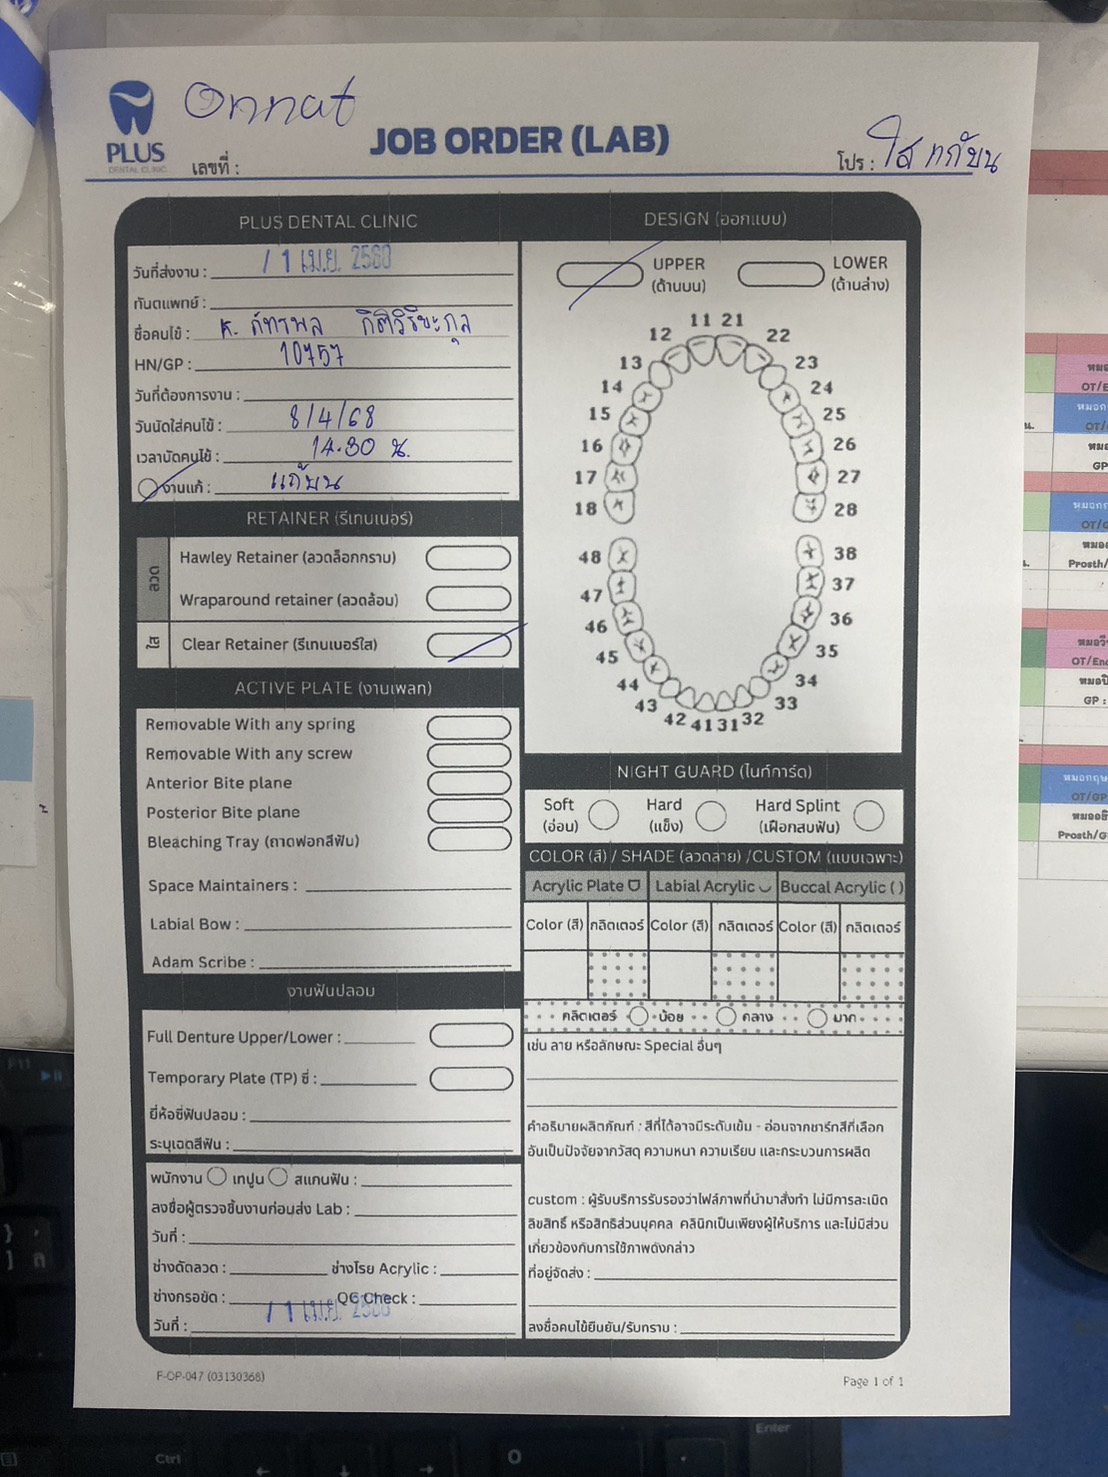 Onnat
PLUS
DENTAL CLINIC
JOB ORDER (LAB)
เลขที่ :
โปร : ใส แก้บน
PLUS DENTAL CLINIC
วันที่ส่งงาน : 1 เม.ย. 2568
ทันตแพทย์ :
ชื่อคนไข้ : K.
HN/GP : 10757
วันที่ต้องการงาน :
วันนัดใส่คนไข้ : 8/4/68
เวลานัดคนไข้ : 14.30 น.
งานแก้ : แก้บน
RETAINER (รีเทนเนอร์)
ลวด
Hawley Retainer (ลวดล็อกกราม)
Wraparound retainer (ลวดล้อม)
ใส
Clear Retainer (รีเทนเนอร์ใส)
ACTIVE PLATE (งานเพลท)
Removable With any spring
Removable With any screw
Anterior Bite plane
Posterior Bite plane
Bleaching Tray (ถาดฟอกสีฟัน)
Space Maintainers :
Labial Bow :
Adam Scribe :
งานฟันปลอม
Full Denture Upper/Lower :
Temporary Plate (TP) ซี่ :
ยี่ห้อซี่ฟันปลอม :
ระบุเฉดสีฟัน :
พนักงาน เทปูน สแกนฟัน :
ลงชื่อผู้ตรวจชิ้นงานก่อนส่ง Lab :
วันที่ :
ช่างดัดลวด : ช่างโรย Acrylic :
ช่างกรอขัด : QC Check :
วันที่ : 1 เม.ย. 2568
DESIGN (ออกแบบ)
UPPER
(ด้านบน)
LOWER
(ด้านล่าง)
11 21
12 22
13 23
14 24
15 25
16 26
17 27
18 28
48 38
47 37
46 36
45 35
44 34
43 33
42 41 31 32
NIGHT GUARD (ไนท์การ์ด)
Soft
(อ่อน)
Hard
(แข็ง)
Hard Splint
(เฝือกสบฟัน)
COLOR (สี) / SHADE (ลวดลาย) /CUSTOM (แบบเฉพาะ)
Acrylic Plate Labial Acrylic Buccal Acrylic ( )
Color (สี) กลิตเตอร์ Color (สี) กลิตเตอร์ Color (สี) กลิตเตอร์
กลิตเตอร์ น้อย กลาง มาก
เช่น ลาย หรือลักษณะ Special อื่นๆ
คำอธิบายผลิตภัณฑ์ : สีที่ได้อาจมีระดับเข้ม - อ่อนจากชาร์ทสีที่เลือก
อันเป็นปัจจัยจากวัสดุ ความหนา ความเรียบ และกระบวนการผลิต
custom : ผู้รับบริการรับรองว่าไฟล์ภาพที่นำมาสั่งทำ ไม่มีการละเมิด
ลิขสิทธิ์ หรือสิทธิส่วนบุคคล คลินิกเป็นเพียงผู้ให้บริการ และไม่มีส่วน
เกี่ยวข้องกับการใช้ภาพดังกล่าว
ที่อยู่จัดส่ง :
ลงชื่อคนไข้ยืนยัน/รับทราบ :
F-OP-047 (03130368)
Page 1 of 1
Ctrl
Enter